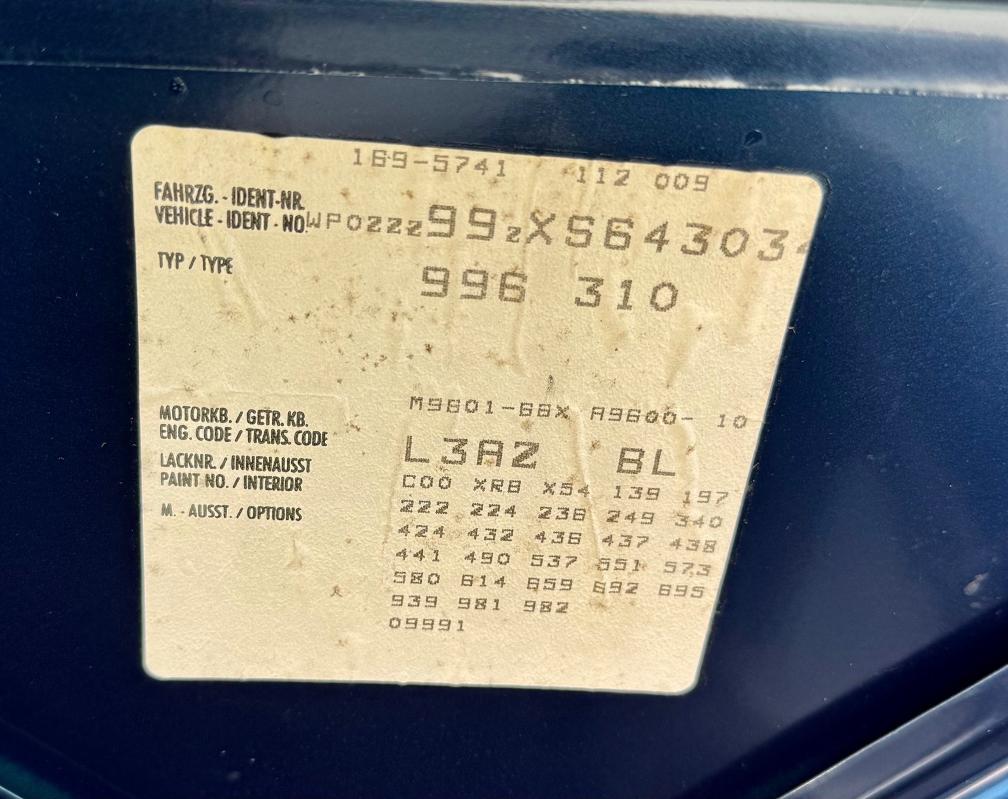 169-5741 112 009
FAHRZG. - IDENT-NR.
VEHICLE - IDENT - NO. WP0ZZZ99ZXS64303
TYP / TYPE
996 310
MOTORKB. / GETR. KB. M9601-68X A9600- 10
ENG. CODE / TRANS. CODE
LACKNR. / INNENAUSST L3AZ BL
PAINT NO. / INTERIOR
M. - AUSST. / OPTIONS
C00 XRB X54 139 197
222 224 238 249 340
424 432 436 437 438
441 490 537 551 573
580 614 659 692 695
939 981 982
09991